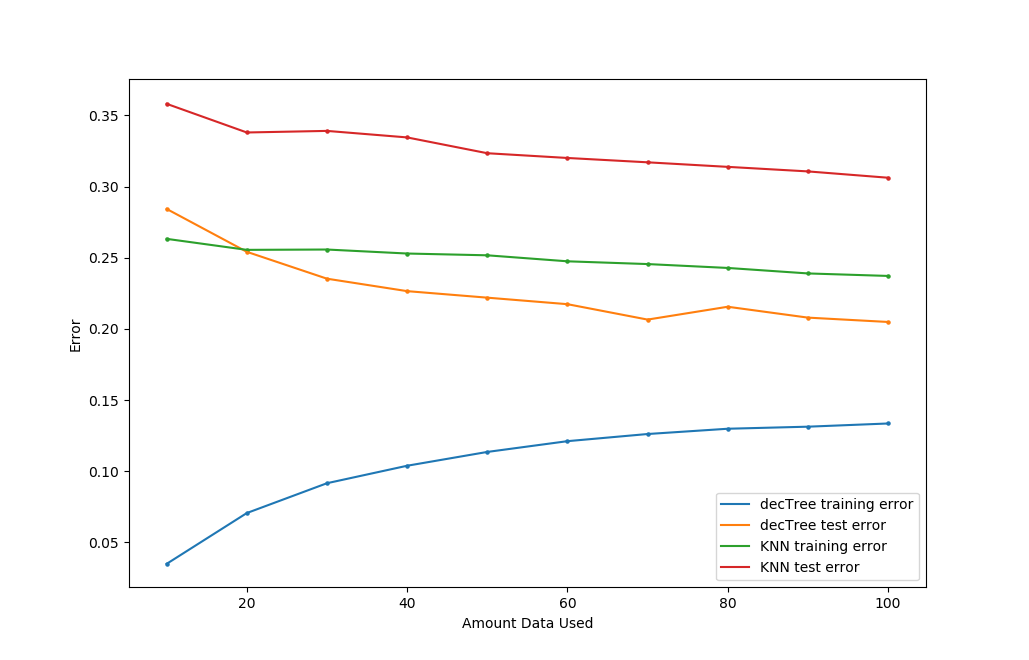 0.35
0.30
0.25
0.20
0.15
0.10
0.05
Error
20
40
60
80
100
Amount Data Used
decTree training error
decTree test error
KNN training error
KNN test error